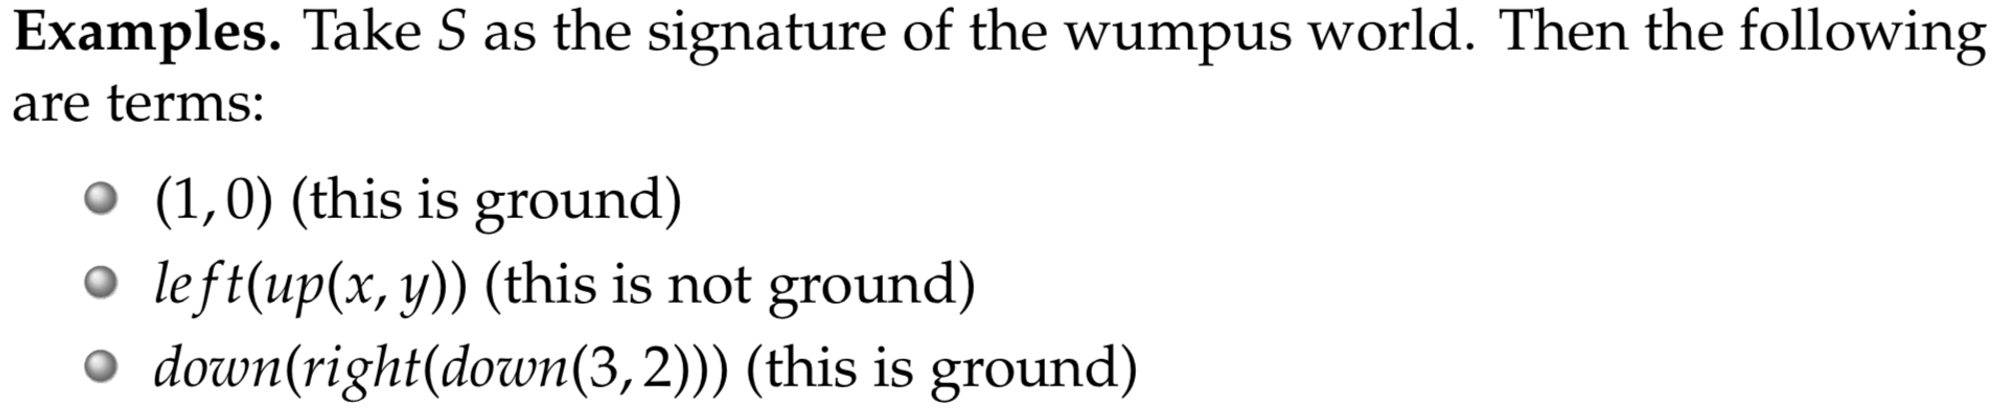 Examples. Take S as the signature of the wumpus world. Then the following
are terms:
(1,0) (this is ground)
left(up(x, y)) (this is not ground)
down(right(down(3,2))) (this is ground)